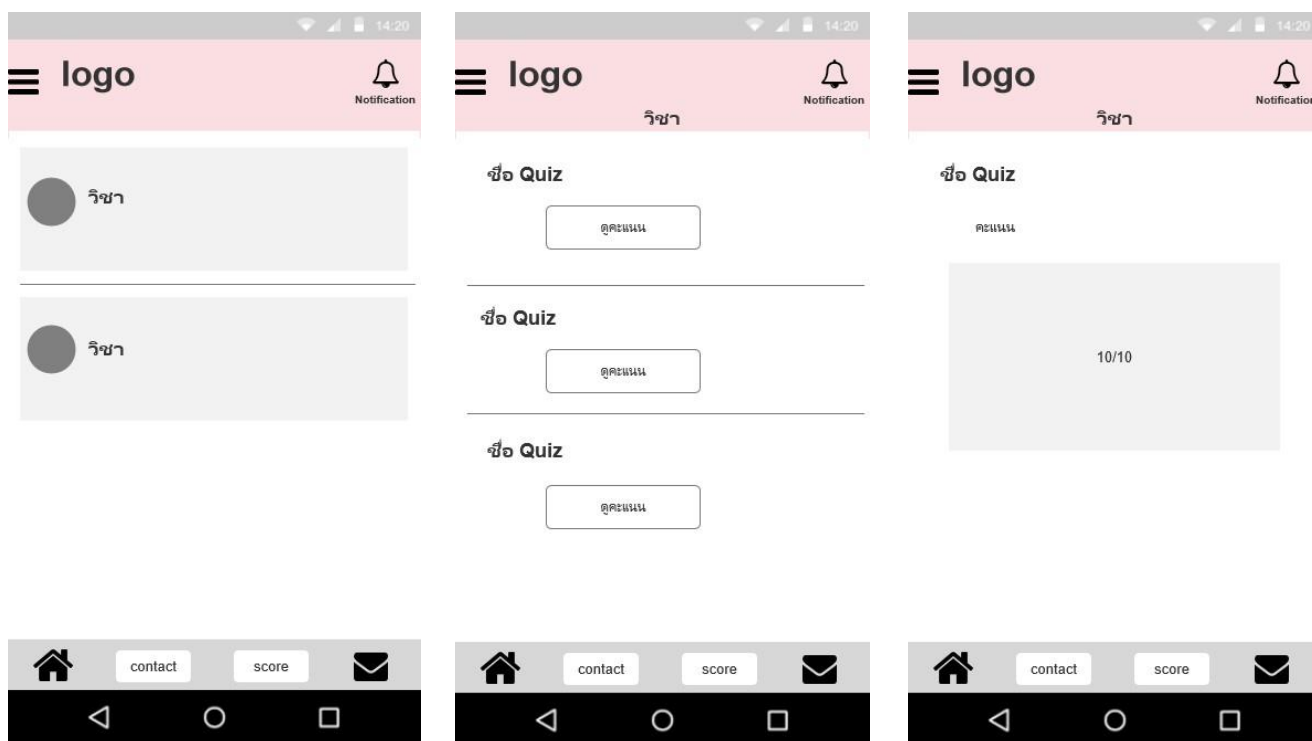 14:20
logo
Notification
วิชา
วิชา
contact
score
14:20
logo
Notification
วิชา
ชื่อ Quiz
ดูคะแนน
ชื่อ Quiz
ดูคะแนน
ชื่อ Quiz
ดูคะแนน
contact
score
14:20
logo
Notification
วิชา
ชื่อ Quiz
คะแนน
10/10
contact
score